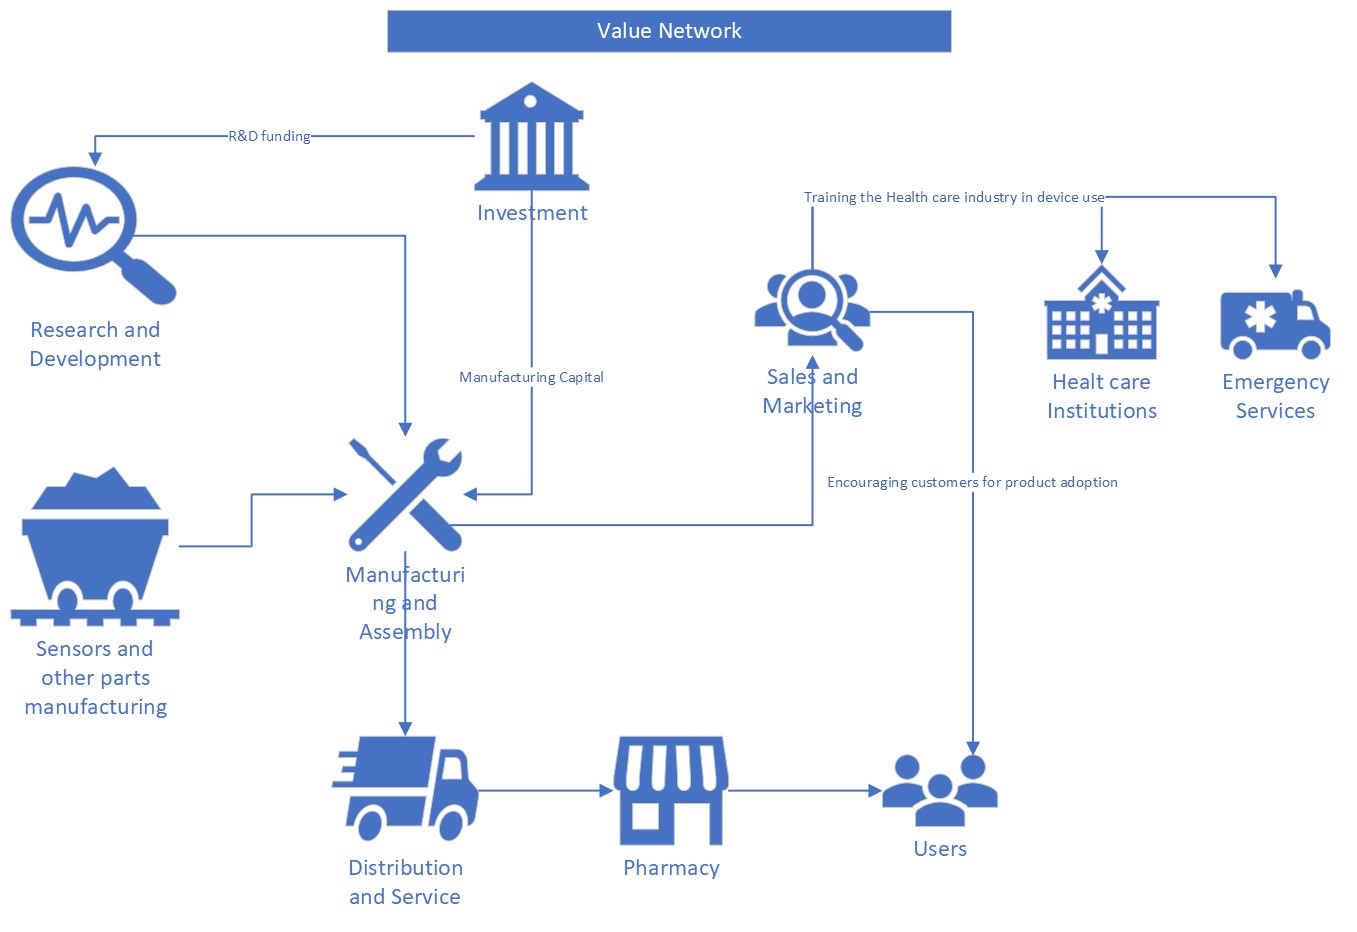 Value Network
R&D funding
Investment
Training the Health care industry in device use
Research and
Development
Manufacturing Capital
Sales and
Marketing
Healt care
Institutions
Emergency
Services
Encouraging customers for product adoption
Manufacturi
ng and
Assembly
Sensors and
other parts
manufacturing
Distribution
and Service
Pharmacy
Users